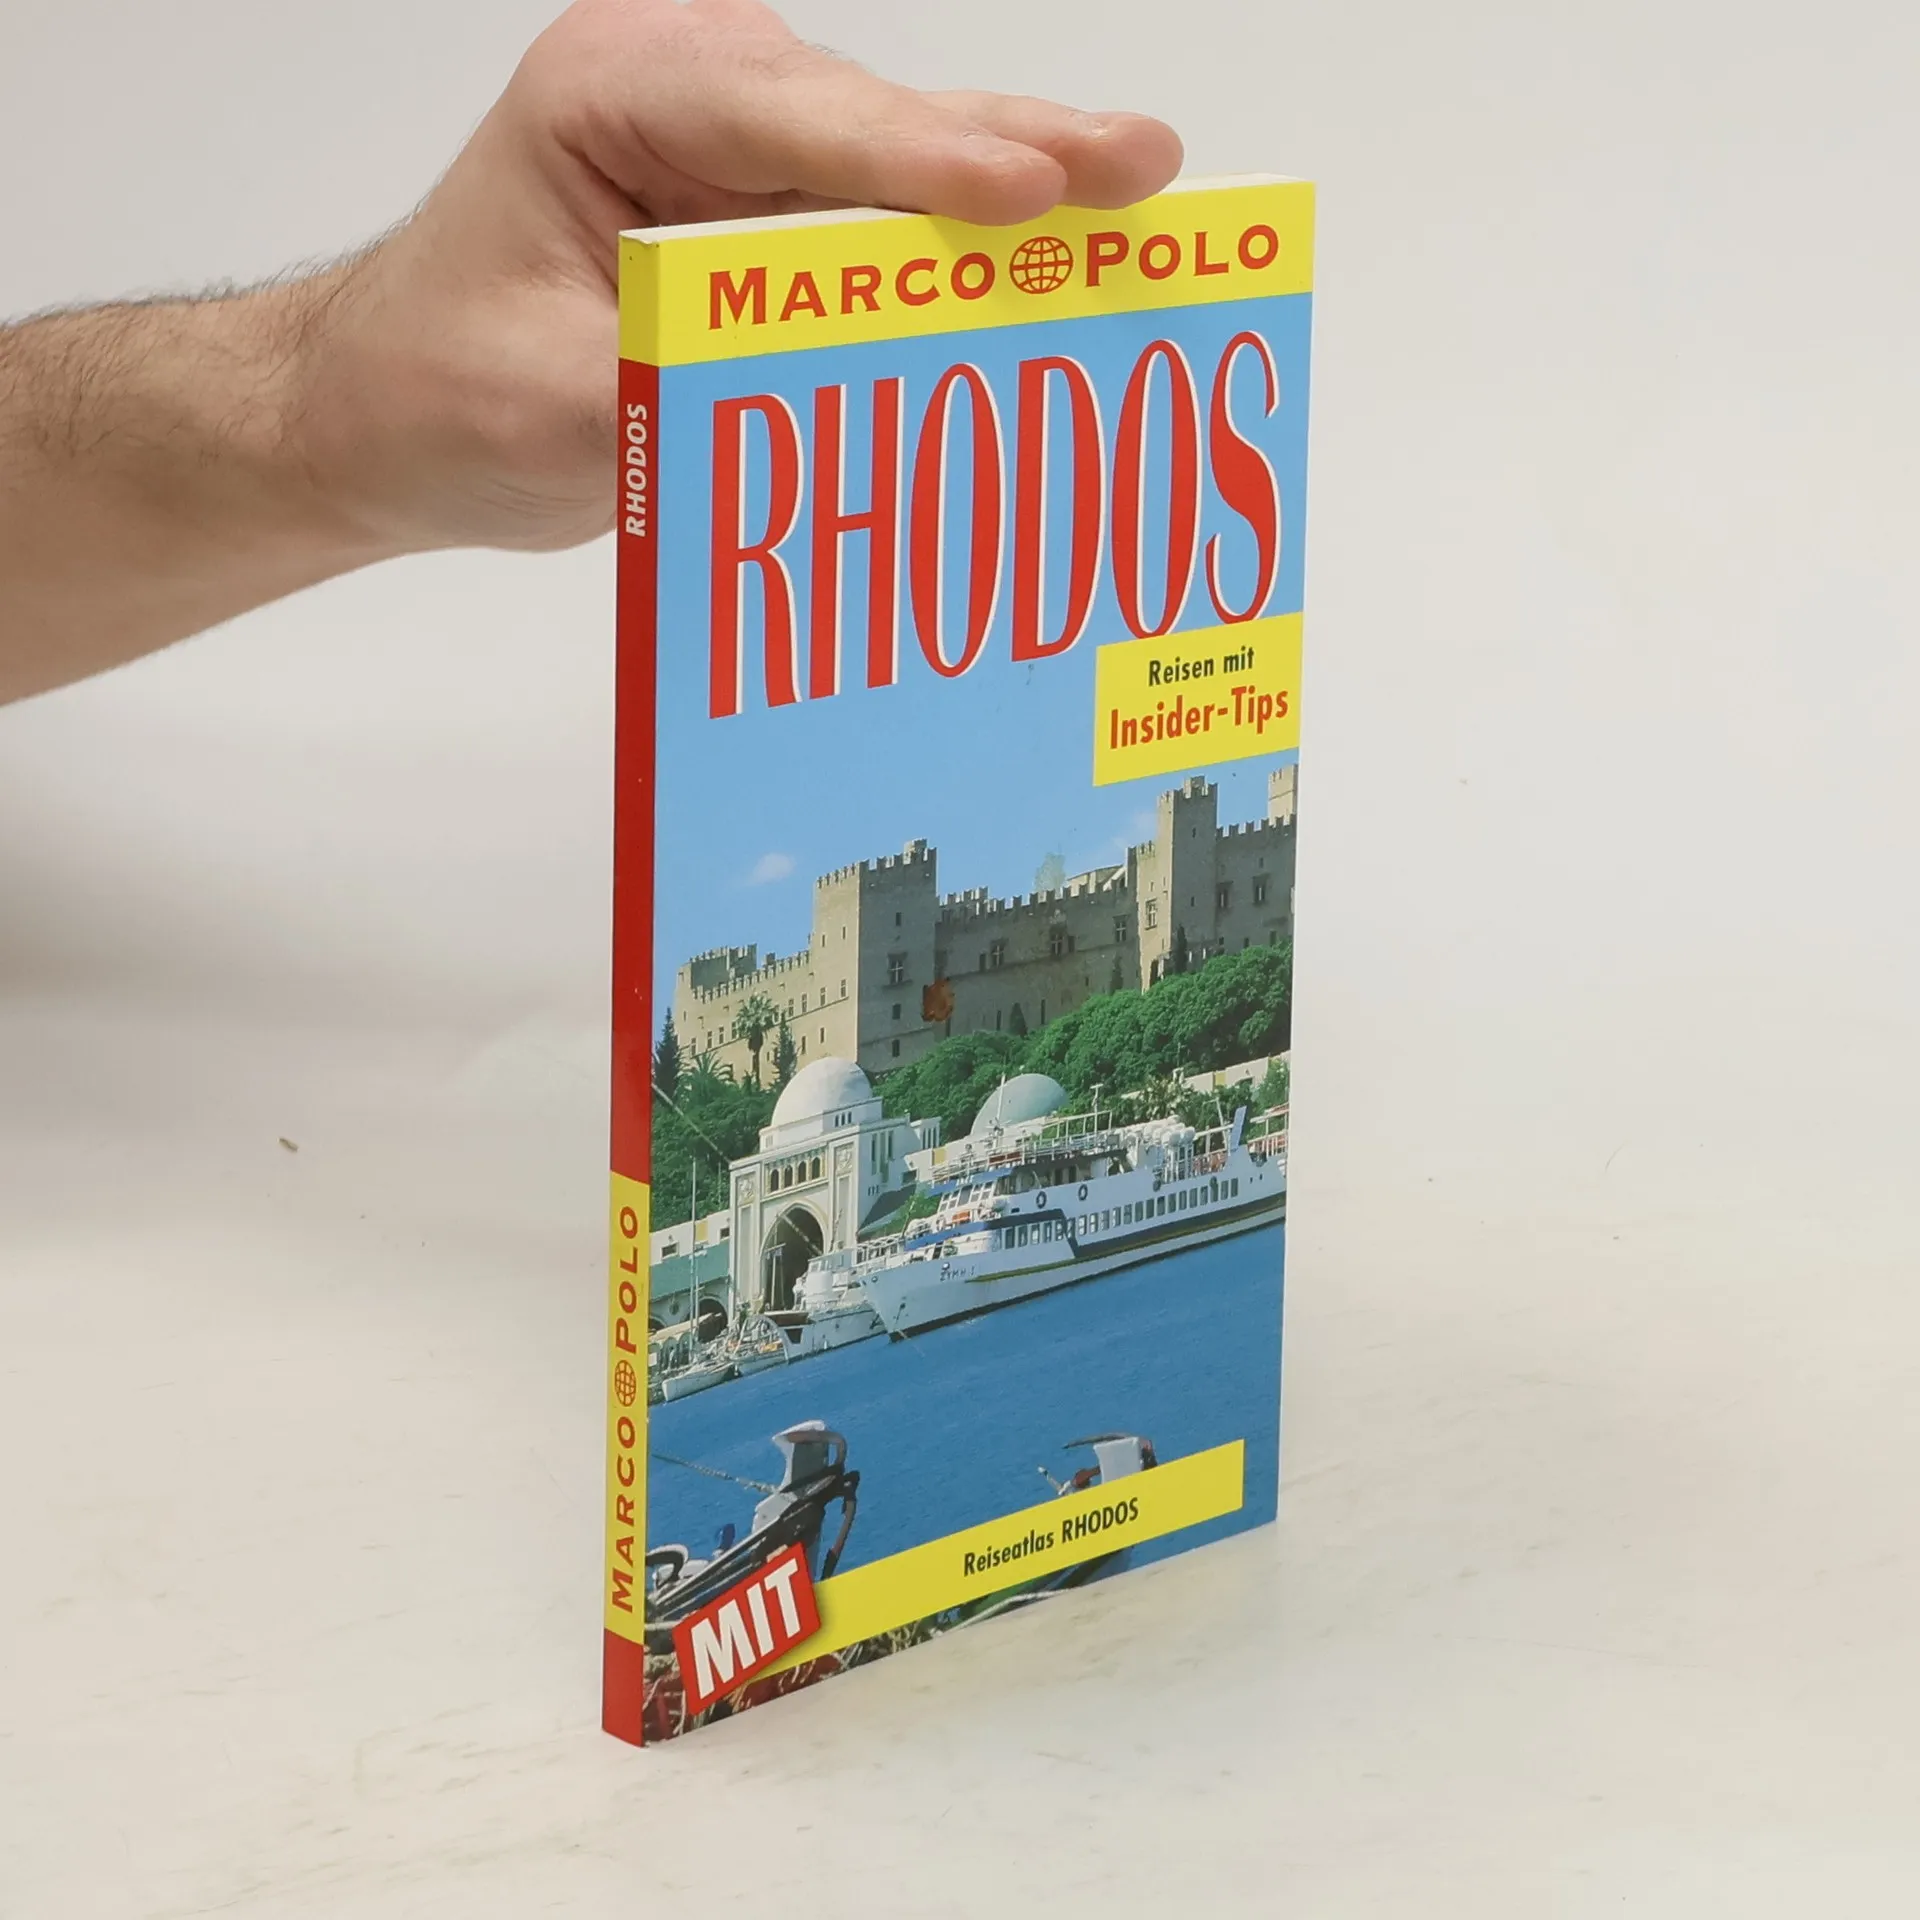 MARCO POLO
RHODOS
Reisen mit
Insider-Tips
Reiseatlas RHODOS
MIT
RHODOS
MARCO POLO